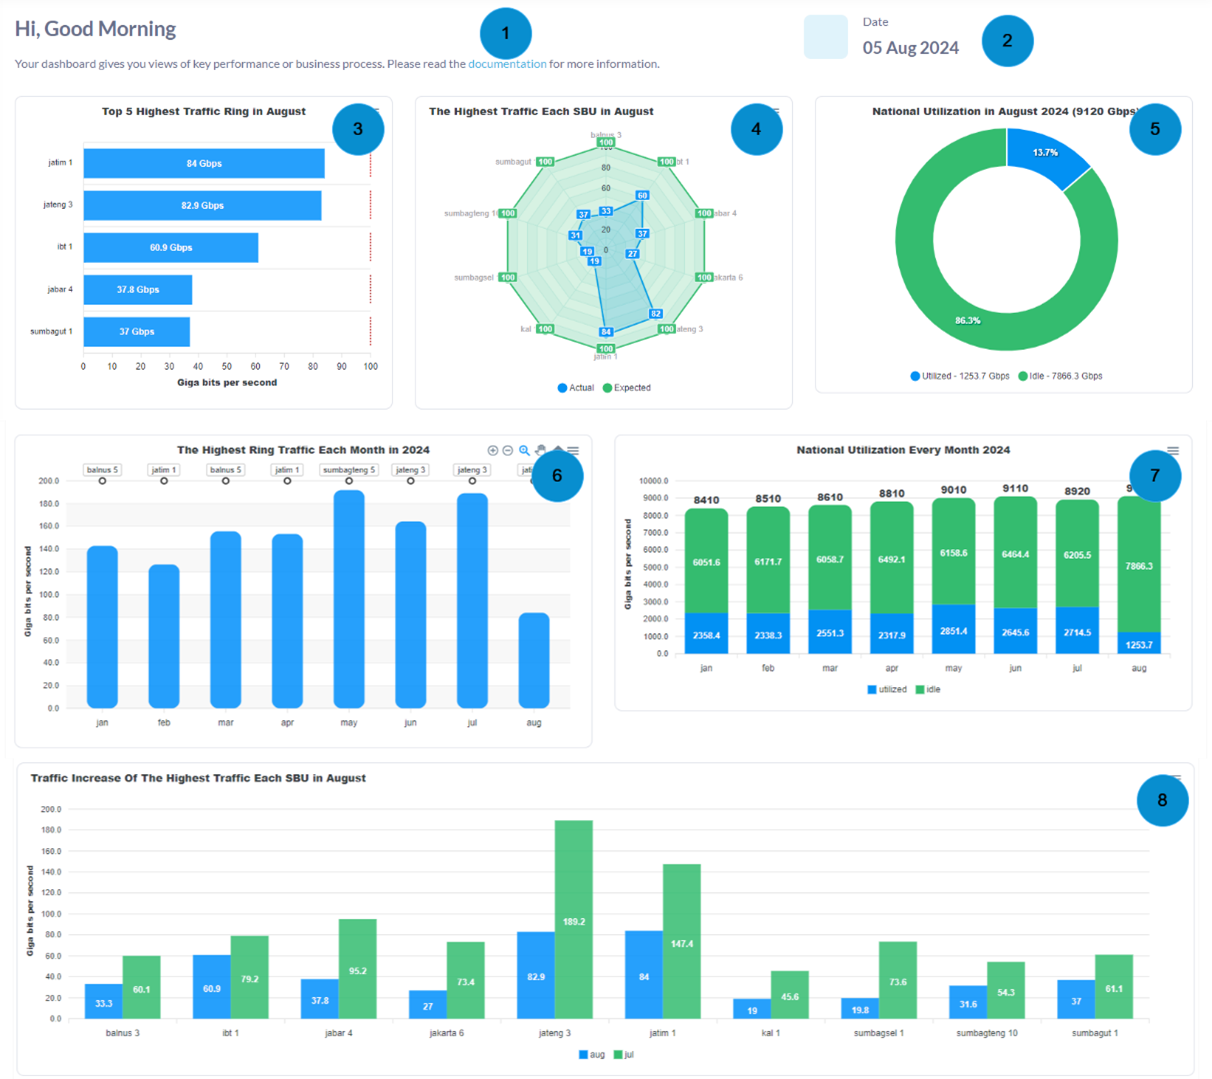 Hi, Good Morning
1
Date
05 Aug 2024
2
Your dashboard gives you views of key performance or business process. Please read the documentation for more information.
Top 5 Highest Traffic Ring in August
3
jatim 1
84 Gbps
jateng 3
82.9 Gbps
ibt 1
60.9 Gbps
jabar 4
37.8 Gbps
sumbagut 1
37 Gbps
0 10 20 30 40 50 60 70 80 90 100
Giga bits per second
The Highest Traffic Each SBU in August
4
balnus 3
100
100
80
60
20
0
sumbagut 100
100 bt 1
sumbagteng 1 100
100 abar 4
sumbagsel 100
100 akarta 6
kal 100
100 ateng 3
100
jatim 1
33
60
37
27
82
84
19
19
31
37
Actual Expected
National Utilization in August 2024 (9120 Gbps)
5
13.7%
86.3%
Utilized - 1253.7 Gbps Idle - 7866.3 Gbps
The Highest Ring Traffic Each Month in 2024
6
balnus 5 jatim 1 balnus 5 jatim 1 sumbagteng 5 jateng 3 jateng 3 jati
200.0
180.0
160.0
140.0
120.0
100.0
80.0
60.0
40.0
20.0
0.0
Giga bits per second
jan feb mar apr may jun jul aug
National Utilization Every Month 2024
7
10000.0
9000.0
8000.0
7000.0
6000.0
5000.0
4000.0
3000.0
2000.0
1000.0
0.0
Giga bits per second
8410 8510 8610 8810 9010 9110 8920 9
6051.6 6171.7 6058.7 6492.1 6158.6 6464.4 6205.5 7866.3
2358.4 2338.3 2551.3 2317.9 2851.4 2645.6 2714.5 1253.7
jan feb mar apr may jun jul aug
utilized idle
Traffic Increase Of The Highest Traffic Each SBU in August
8
200.0
180.0
160.0
140.0
120.0
100.0
80.0
60.0
40.0
20.0
0.0
Giga bits per second
33.3 60.1 60.9 79.2 37.8 95.2 27 73.4 82.9 189.2 84 147.4 19 45.6 19.8 73.6 31.6 54.3 37 61.1
balnus 3 ibt 1 jabar 4 jakarta 6 jateng 3 jatim 1 kal 1 sumbagsel 1 sumbagteng 10 sumbagut 1
aug jul